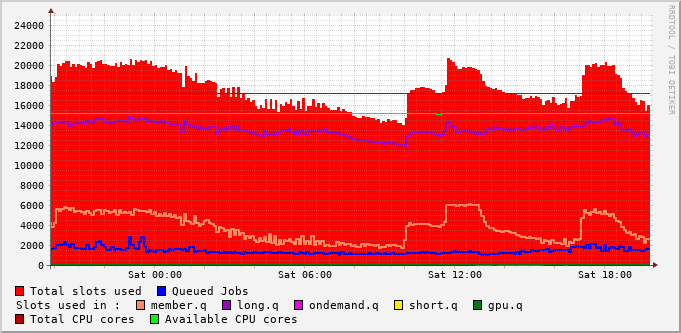 24000
22000
20000
18000
16000
14000
12000
10000
8000
6000
4000
2000
0
Sat 00:00 Sat 06:00 Sat 12:00 Sat 18:00
RRDTOOL / TOBI OETIKER
Total slots used Queued Jobs
Slots used in : member.q long.q ondemand.q short.q gpu.q
Total CPU cores Available CPU cores